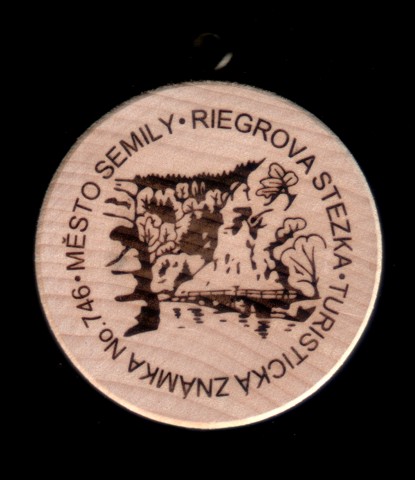 MĚSTO SEMILY • RIEGROVA STEZKA • TURISTICKÁ ZNÁMKA No.746 •